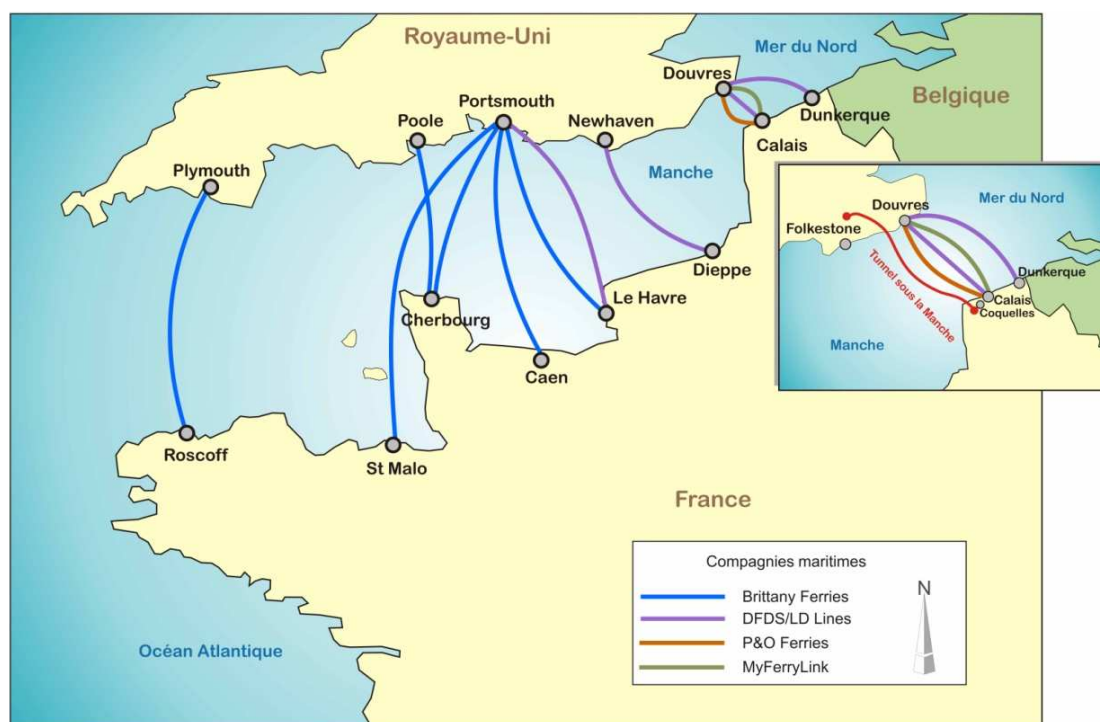 Royaume-Uni
Mer du Nord
Douvres
Belgique
Portsmouth
Poole
Newhaven
Dunkerque
Calais
Plymouth
Manche
Dieppe
Le Havre
Cherbourg
Caen
Roscoff
St Malo
France
Océan Atlantique
Douvres
Mer du Nord
Folkestone
Dunkerque
Tunnel sous la Manche
Calais
Coquelles
Manche
Compagnies maritimes
Brittany Ferries
DFDS/LD Lines
P&O Ferries
MyFerryLink
N